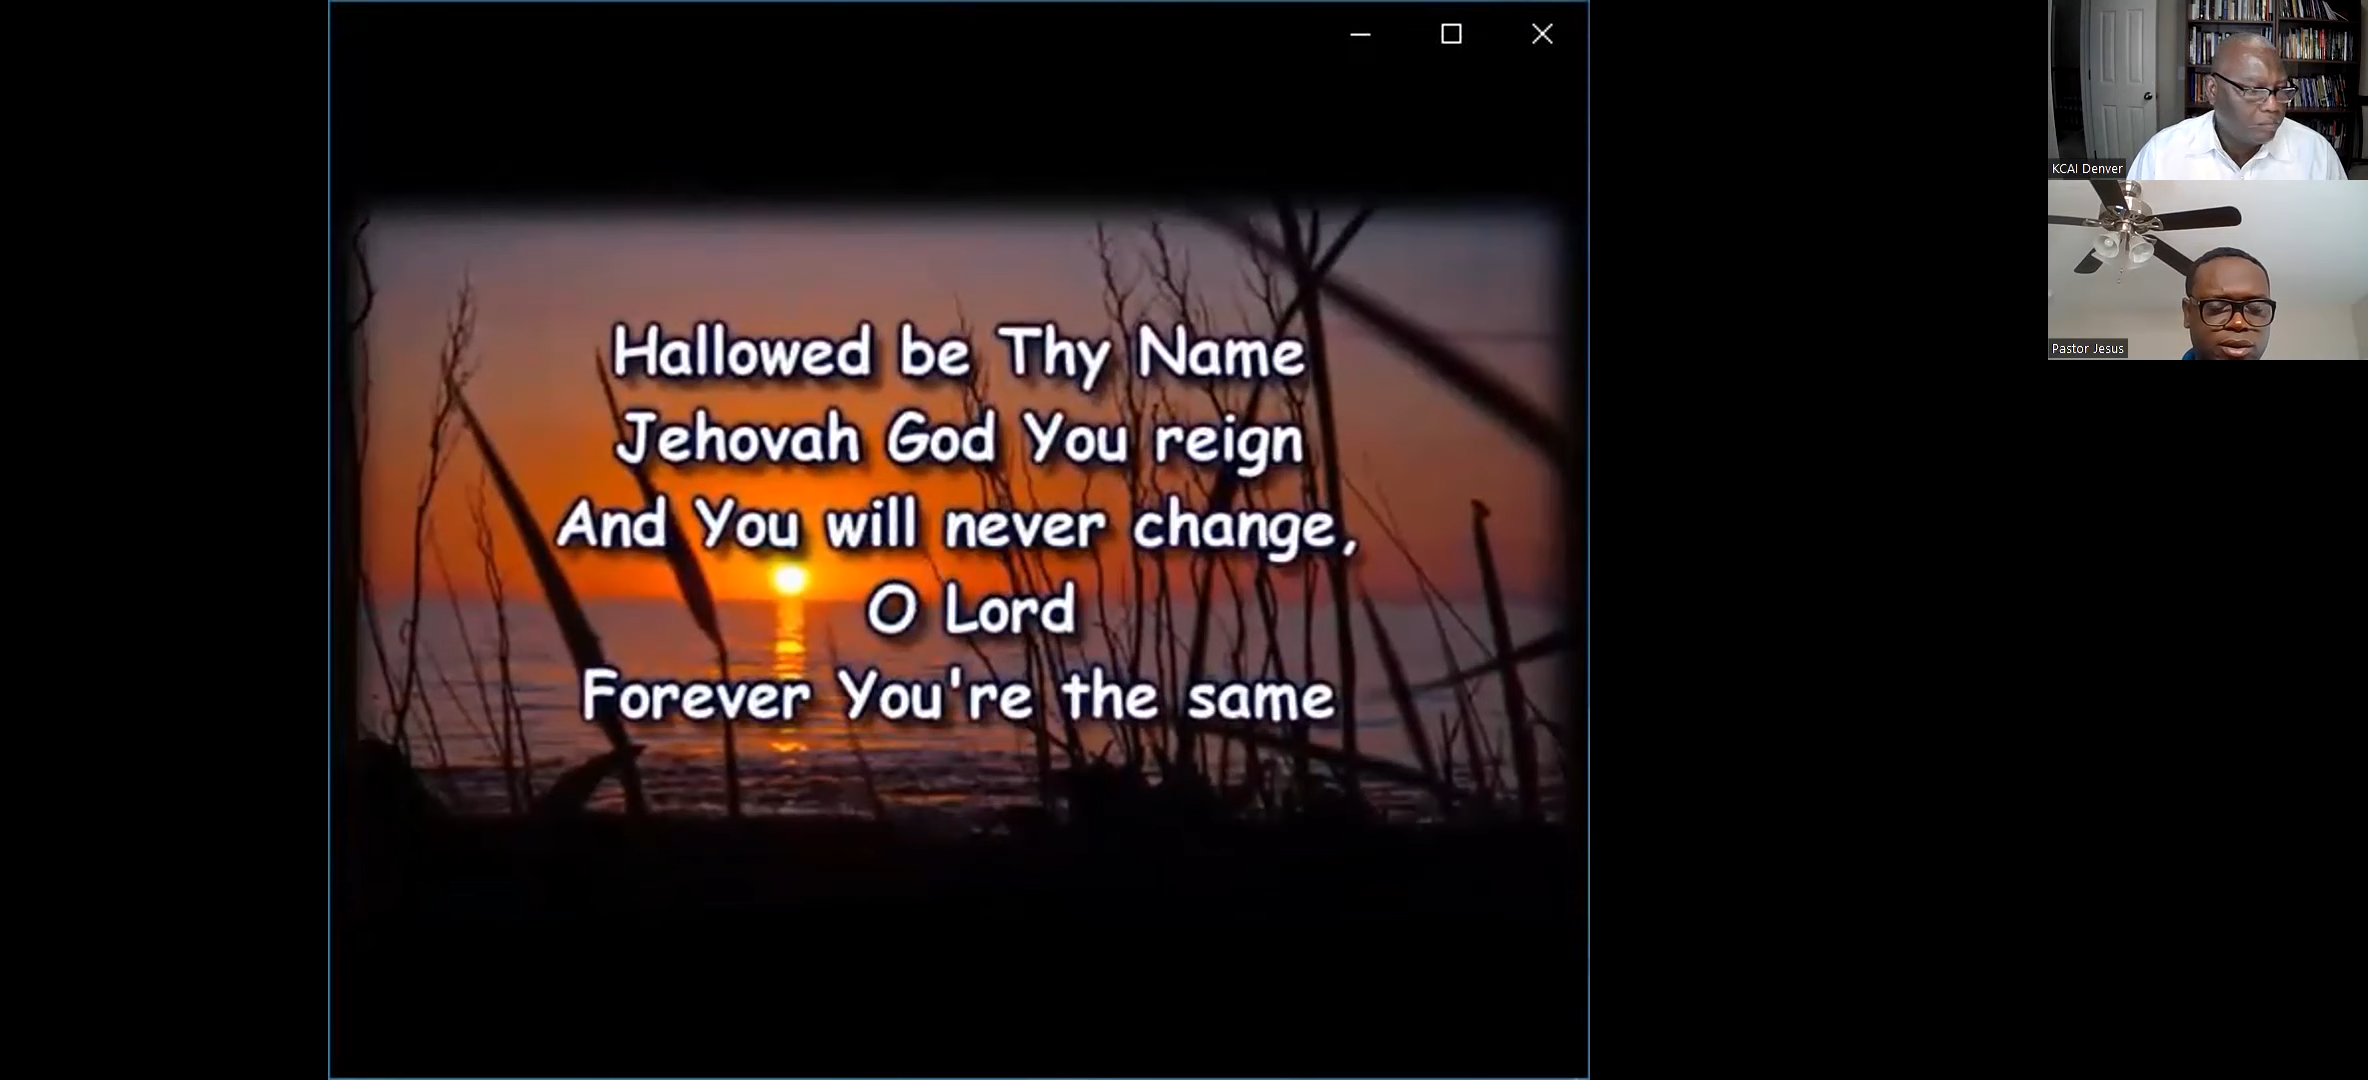 Hallowed be Thy Name
Jehovah God You reign
And You will never change,
O Lord
Forever You're the same
KCAI Denver
Pastor Jesus